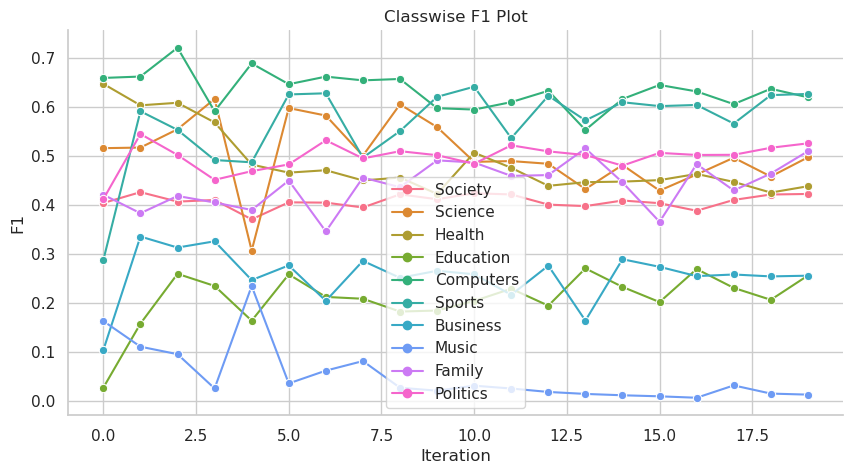 Classwise F1 Plot
F1
0.7
0.6
0.5
0.4
0.3
0.2
0.1
0.0
Society
Science
Health
Education
Computers
Sports
Business
Music
Family
Politics
0.0 2.5 5.0 7.5 10.0 12.5 15.0 17.5
Iteration